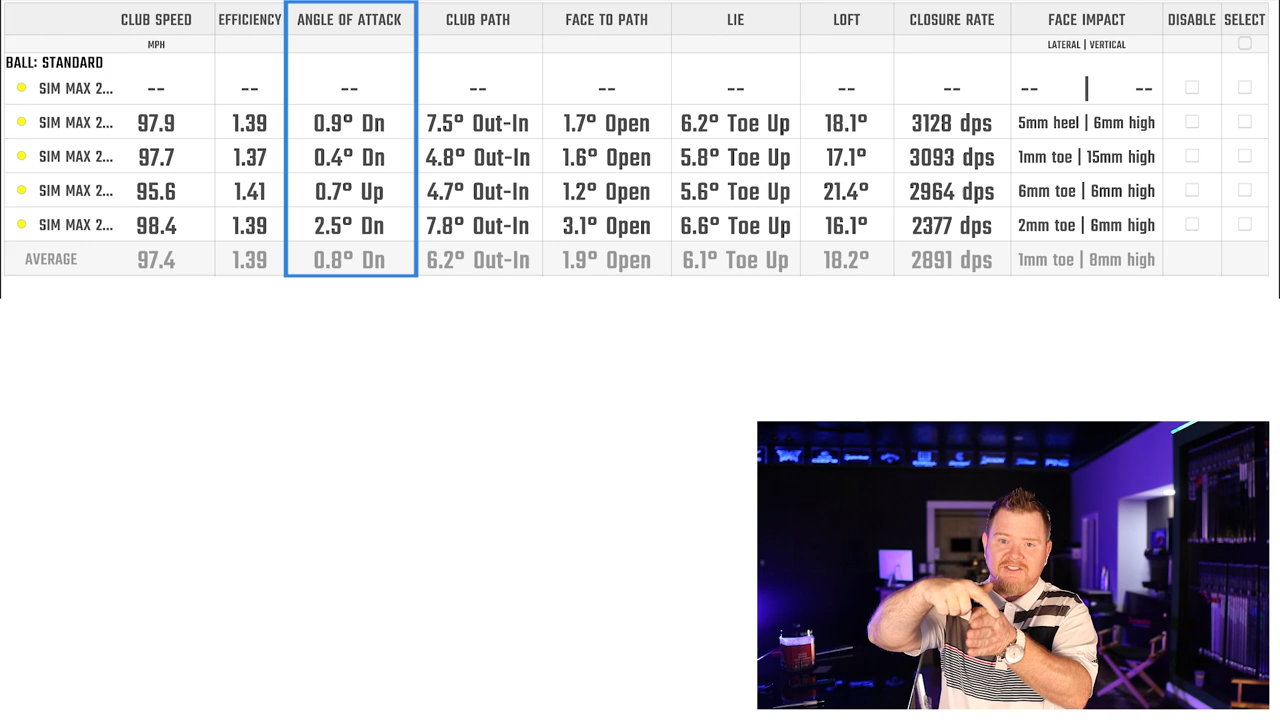 CLUB SPEED EFFICIENCY ANGLE OF ATTACK CLUB PATH FACE TO PATH LIE LOFT CLOSURE RATE FACE IMPACT DISABLE SELECT
MPH LATERAL | VERTICAL
BALL: STANDARD
SIM MAX 2... -- -- -- -- -- -- -- -- -- | --
SIM MAX 2... 97.9 1.39 0.9° Dn 7.5° Out-In 1.7° Open 6.2° Toe Up 18.1° 3128 dps 5mm heel | 6mm high
SIM MAX 2... 97.7 1.37 0.4° Dn 4.8° Out-In 1.6° Open 5.8° Toe Up 17.1° 3093 dps 1mm toe | 15mm high
SIM MAX 2... 95.6 1.41 0.7° Up 4.7° Out-In 1.2° Open 5.6° Toe Up 21.4° 2964 dps 6mm toe | 6mm high
SIM MAX 2... 98.4 1.39 2.5° Dn 7.8° Out-In 3.1° Open 6.6° Toe Up 16.1° 2377 dps 2mm toe | 6mm high
AVERAGE 97.4 1.39 0.8° Dn 6.2° Out-In 1.9° Open 6.1° Toe Up 18.2° 2891 dps 1mm toe | 8mm high
PING